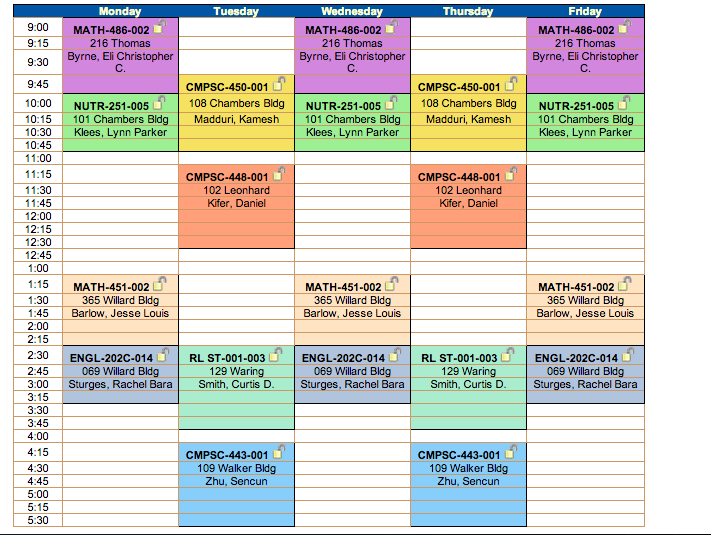 Monday Tuesday Wednesday Thursday Friday
9:00 MATH-486-002 MATH-486-002 MATH-486-002
9:15 216 Thomas 216 Thomas 216 Thomas
9:30 Byrne, Eli Christopher C. Byrne, Eli Christopher C. Byrne, Eli Christopher C.
9:45 CMPSC-450-001 CMPSC-450-001
10:00 NUTR-251-005 108 Chambers Bldg NUTR-251-005 108 Chambers Bldg NUTR-251-005
10:15 101 Chambers Bldg Madduri, Kamesh 101 Chambers Bldg Madduri, Kamesh 101 Chambers Bldg
10:30 Klees, Lynn Parker Klees, Lynn Parker Klees, Lynn Parker
10:45
11:00
11:15 CMPSC-448-001 CMPSC-448-001
11:30 102 Leonhard 102 Leonhard
11:45 Kifer, Daniel Kifer, Daniel
12:00
12:15
12:30
12:45
1:00
1:15 MATH-451-002 MATH-451-002 MATH-451-002
1:30 365 Willard Bldg 365 Willard Bldg 365 Willard Bldg
1:45 Barlow, Jesse Louis Barlow, Jesse Louis Barlow, Jesse Louis
2:00
2:15
2:30 ENGL-202C-014 RL ST-001-003 ENGL-202C-014 RL ST-001-003 ENGL-202C-014
2:45 069 Willard Bldg 129 Waring 069 Willard Bldg 129 Waring 069 Willard Bldg
3:00 Sturges, Rachel Bara Smith, Curtis D. Sturges, Rachel Bara Smith, Curtis D. Sturges, Rachel Bara
3:15
3:30
3:45
4:00
4:15 CMPSC-443-001 CMPSC-443-001
4:30 109 Walker Bldg 109 Walker Bldg
4:45 Zhu, Sencun Zhu, Sencun
5:00
5:15
5:30